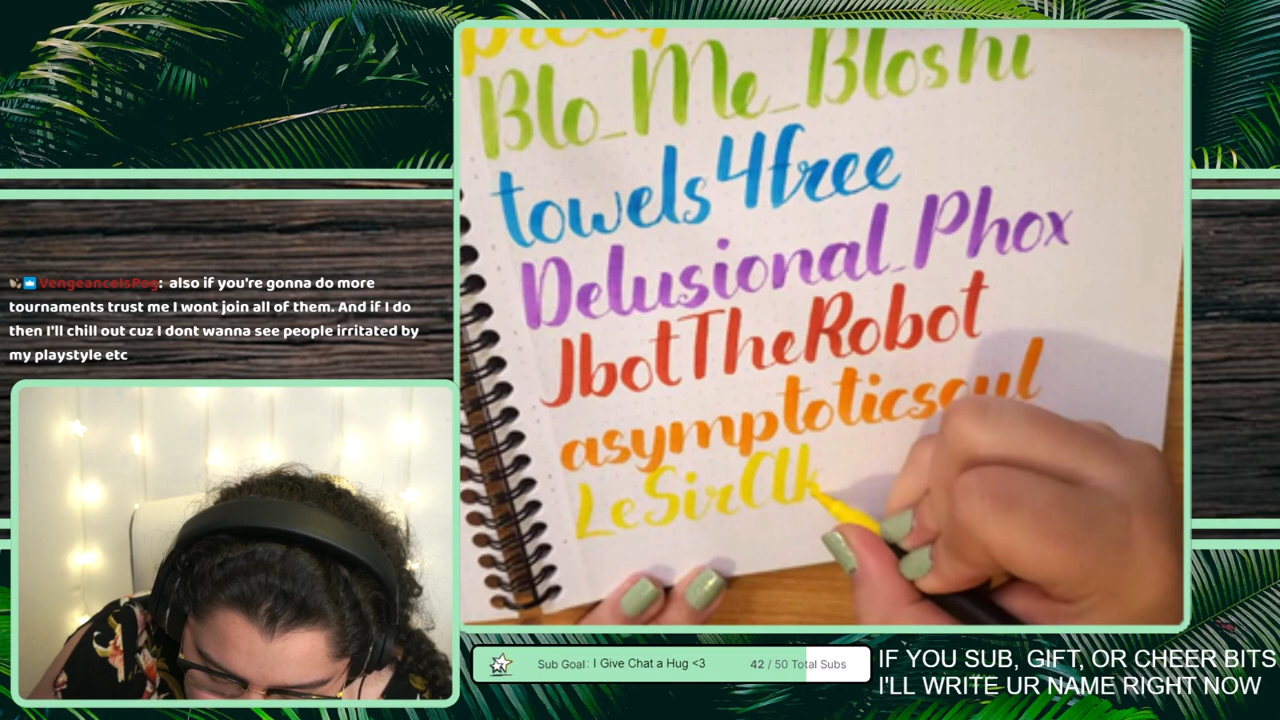 Blo_Me_Bloshi
towels4free
Delusional_Phox
JbotTheRobot
asymptoticsoul
LeSirAk
VengeanceIsPog: also if you're gonna do more
tournaments trust me I wont join all of them. And if I do
then I'll chill out cuz I dont wanna see people irritated by
my playstyle etc
Sub Goal: I Give Chat a Hug <3 42 / 50 Total Subs
IF YOU SUB, GIFT, OR CHEER BITS
I'LL WRITE UR NAME RIGHT NOW